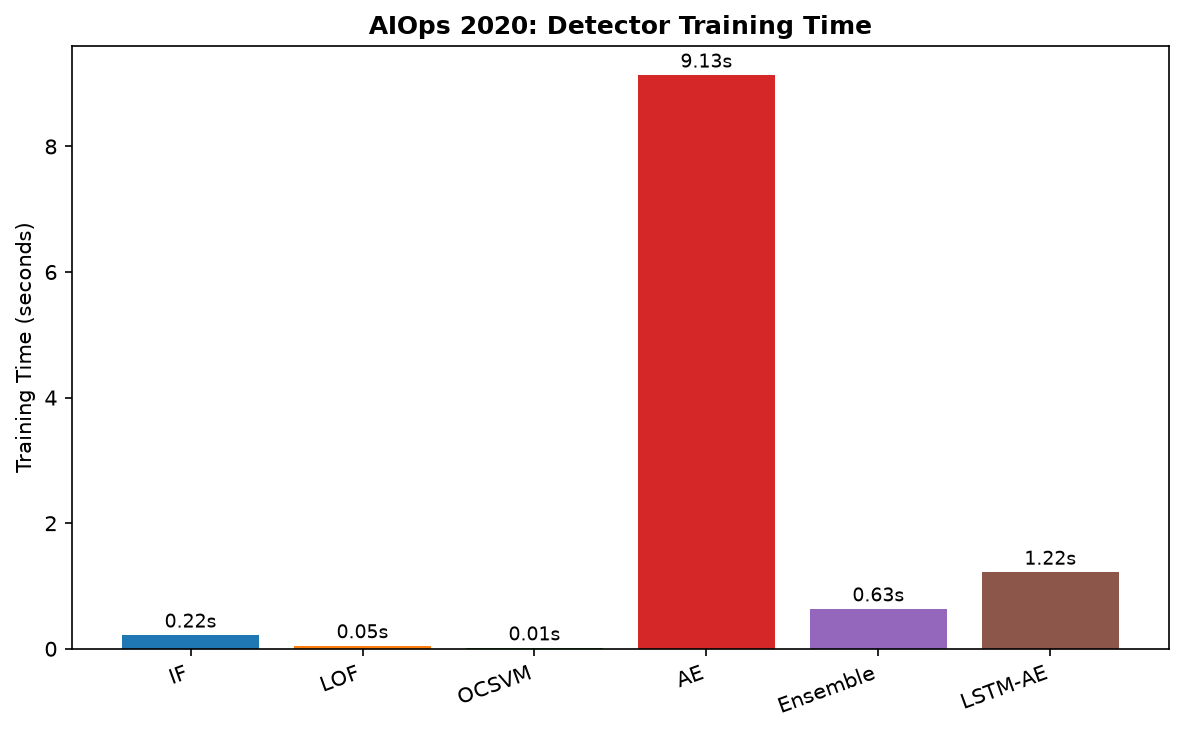 AIOps 2020: Detector Training Time
Training Time (seconds)
8
6
4
2
0
0.22s
0.05s
0.01s
9.13s
0.63s
1.22s
IF
LOF
OCSVM
AE
Ensemble
LSTM-AE